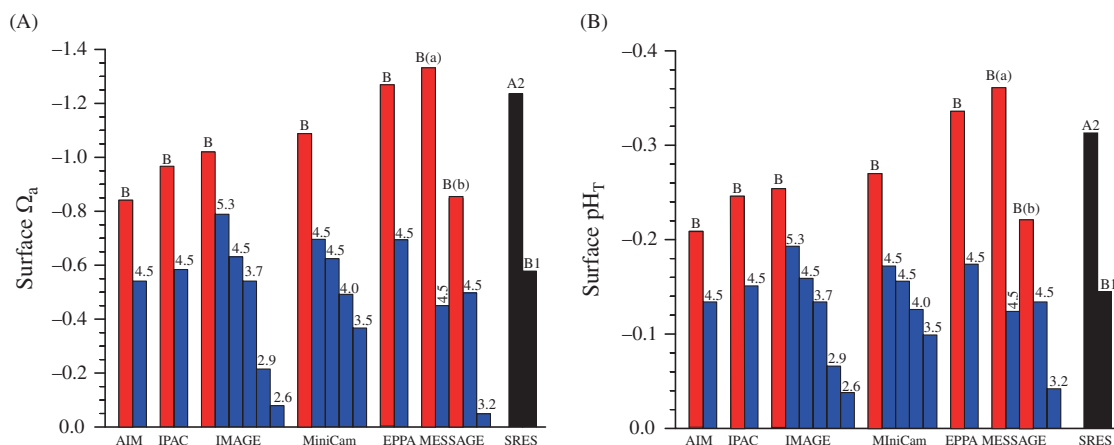 (A)
Surface Ωa
−1.4
−1.2
−1.0
−0.8
−0.6
−0.4
−0.2
0.0
B
4.5
B
4.5
B
5.3
4.5
3.7
2.9
2.6
B
4.5
4.5
4.0
3.5
B
4.5
B(a)
4.5
B(b)
4.5
3.2
A2
B1
AIM IPAC IMAGE MiniCam EPPA MESSAGE SRES
(B)
Surface pHT
−0.4
−0.3
−0.2
−0.1
0.0
B
4.5
B
4.5
B
5.3
4.5
3.7
2.9
2.6
B
4.5
4.5
4.0
3.5
B
4.5
B(a)
4.5
B(b)
4.5
3.2
A2
B1
AIM IPAC IMAGE MIniCam EPPA MESSAGE SRES